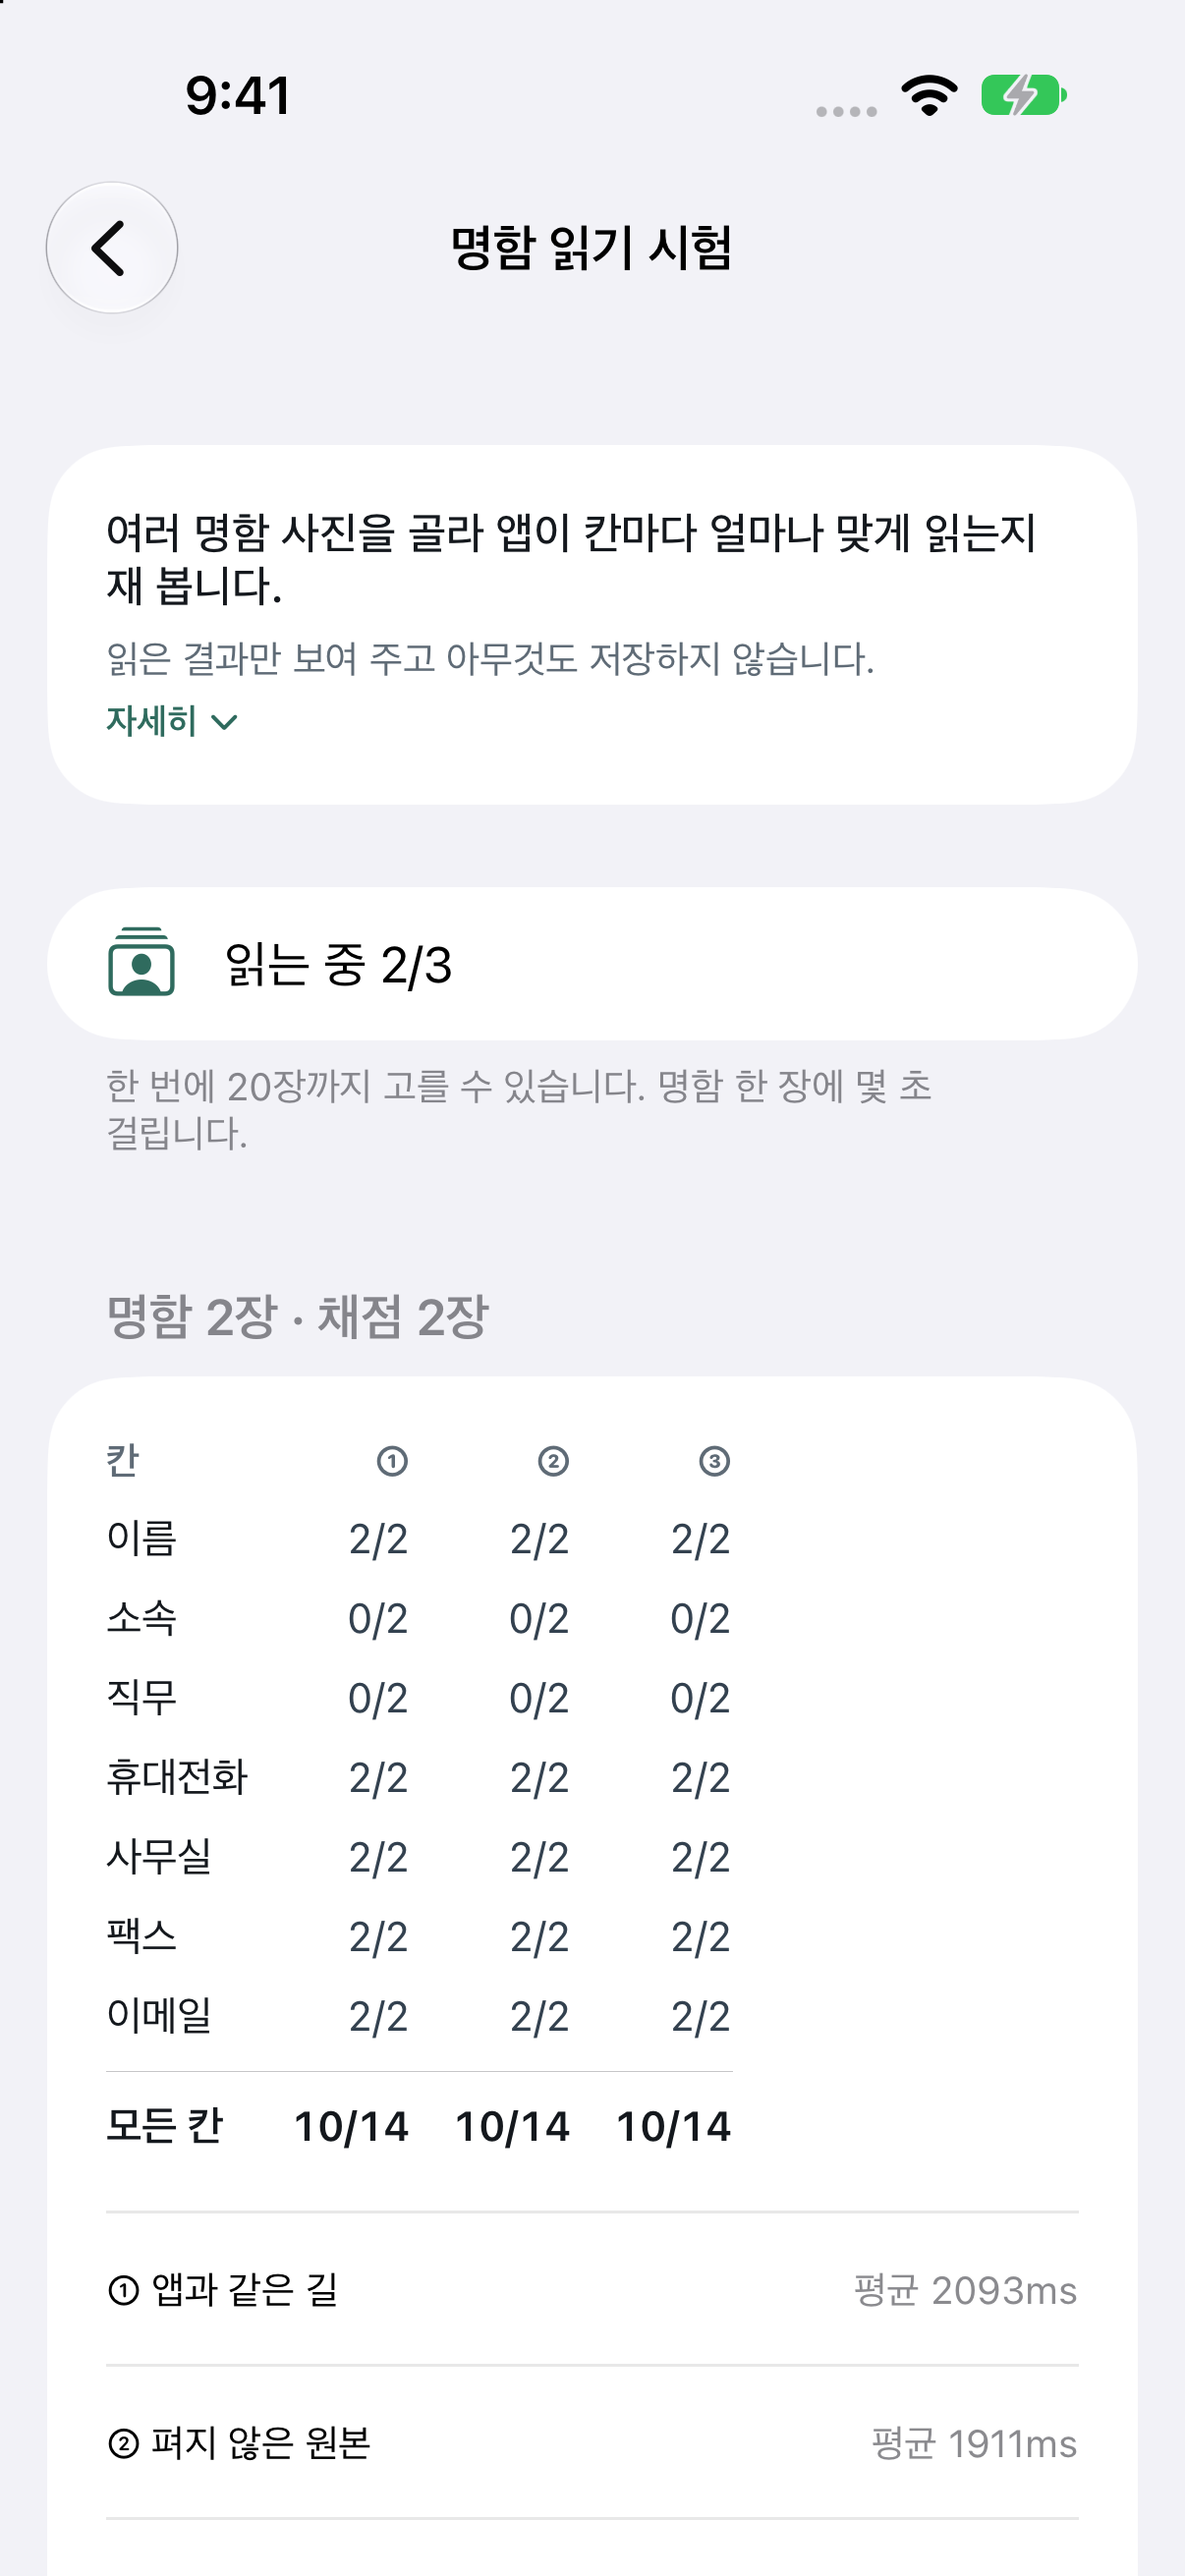 9:41
명함 읽기 시험
여러 명함 사진을 골라 앱이 칸마다 얼마나 맞게 읽는지
재 봅니다.
읽은 결과만 보여 주고 아무것도 저장하지 않습니다.
자세히
읽는 중 2/3
한 번에 20장까지 고를 수 있습니다. 명함 한 장에 몇 초
걸립니다.
명함 2장 · 채점 2장
칸 ① ② ③
이름 2/2 2/2 2/2
소속 0/2 0/2 0/2
직무 0/2 0/2 0/2
휴대전화 2/2 2/2 2/2
사무실 2/2 2/2 2/2
팩스 2/2 2/2 2/2
이메일 2/2 2/2 2/2
모든 칸 10/14 10/14 10/14
① 앱과 같은 길 평균 2093ms
② 펴지 않은 원본 평균 1911ms